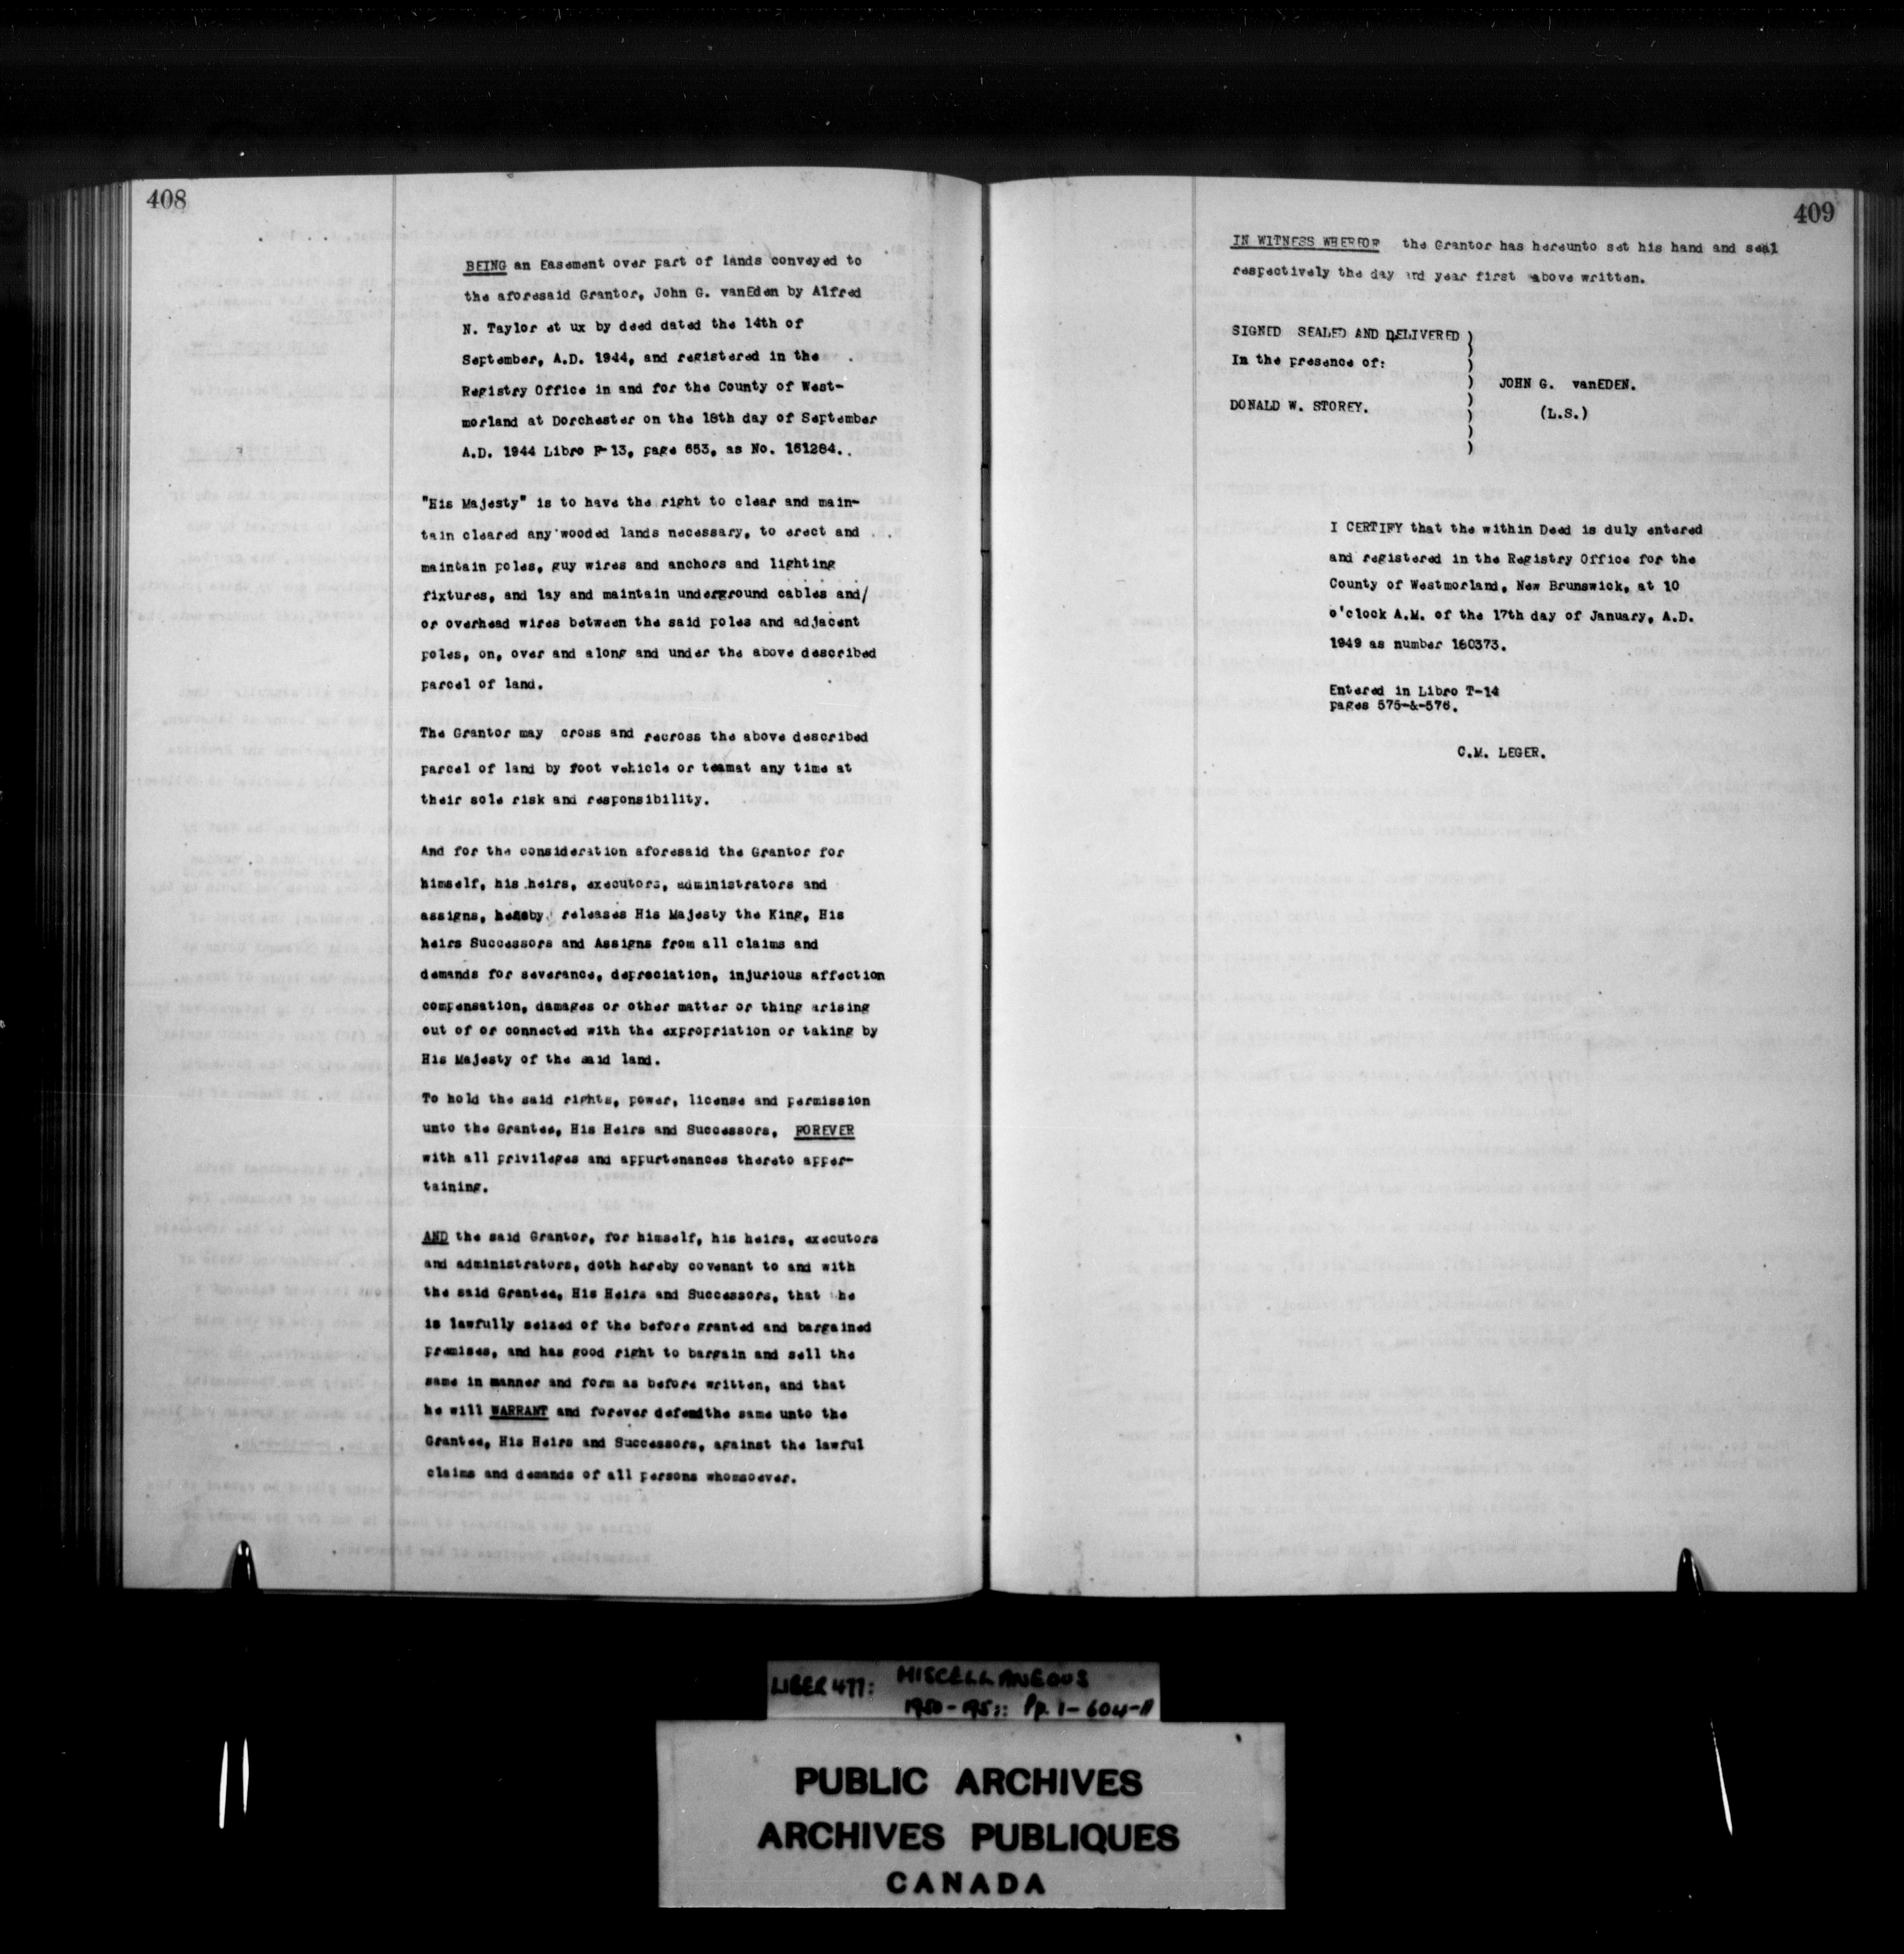 408
BEING an Easement over part of lands conveyed to
the aforesaid Grantor, John G. vanEden by Alfred
N. Taylor et ux by deed dated the 14th of
September, A.D. 1944, and registered in the
Registry Office in and for the County of West-
morland at Dorchester on the 18th day of September
A.D. 1944 Libro F-13, page 653, as No. 161284.
"His Majesty" is to have the right to clear and main-
tain cleared any wooded lands necessary, to erect and
maintain poles, guy wires and anchors and lighting
fixtures, and lay and maintain underground cables and/
or overhead wires between the said poles and adjacent
poles, on, over and along and under the above described
parcel of land.
The Grantor may cross and recross the above described
parcel of land by foot vehicle or teamat any time at
their sole risk and responsibility.
And for the consideration aforesaid the Grantor for
himself, his heirs, executors, administrators and
assigns, hereby releases His Majesty the King, His
heirs Successors and Assigns from all claims and
demands for severance, depreciation, injurious affection
compensation, damages or other matter or thing arising
out of or connected with the expropriation or taking by
His Majesty of the said land.
To hold the said rights, power, license and permission
unto the Grantee, His Heirs and Successors, FOREVER
with all privileges and appurtenances thereto apper-
taining.
AND the said Grantor, for himself, his heirs, executors
and administrators, doth hereby covenant to and with
the said Grantee, His Heirs and Successors, that he
is lawfully seized of the before granted and bargained
premises, and has good right to bargain and sell the
same in manner and form as before written, and that
he will WARRANT and forever defendthe same unto the
Grantee, His Heirs and Successors, against the lawful
claims and demands of all persons whomsoever.
409
IN WITNESS WHEREOF the Grantor has hereunto set his hand and seal
respectively the day and year first above written.
SIGNED SEALED AND DELIVERED )
In the presence of:
JOHN G. vanEDEN.
DONALD W. STOREY.
(L.S.)
I CERTIFY that the within Deed is duly entered
and registered in the Registry Office for the
County of Westmorland, New Brunswick, at 10
o'clock A.M. of the 17th day of January, A.D.
1949 as number 160373.
Entered in Libro T-14
pages 575-&-576.
C.M. LEGER.
LIBER 477: MISCELLANEOUS
Pp. 1-604-A
PUBLIC ARCHIVES
ARCHIVES PUBLIQUES
CANADA